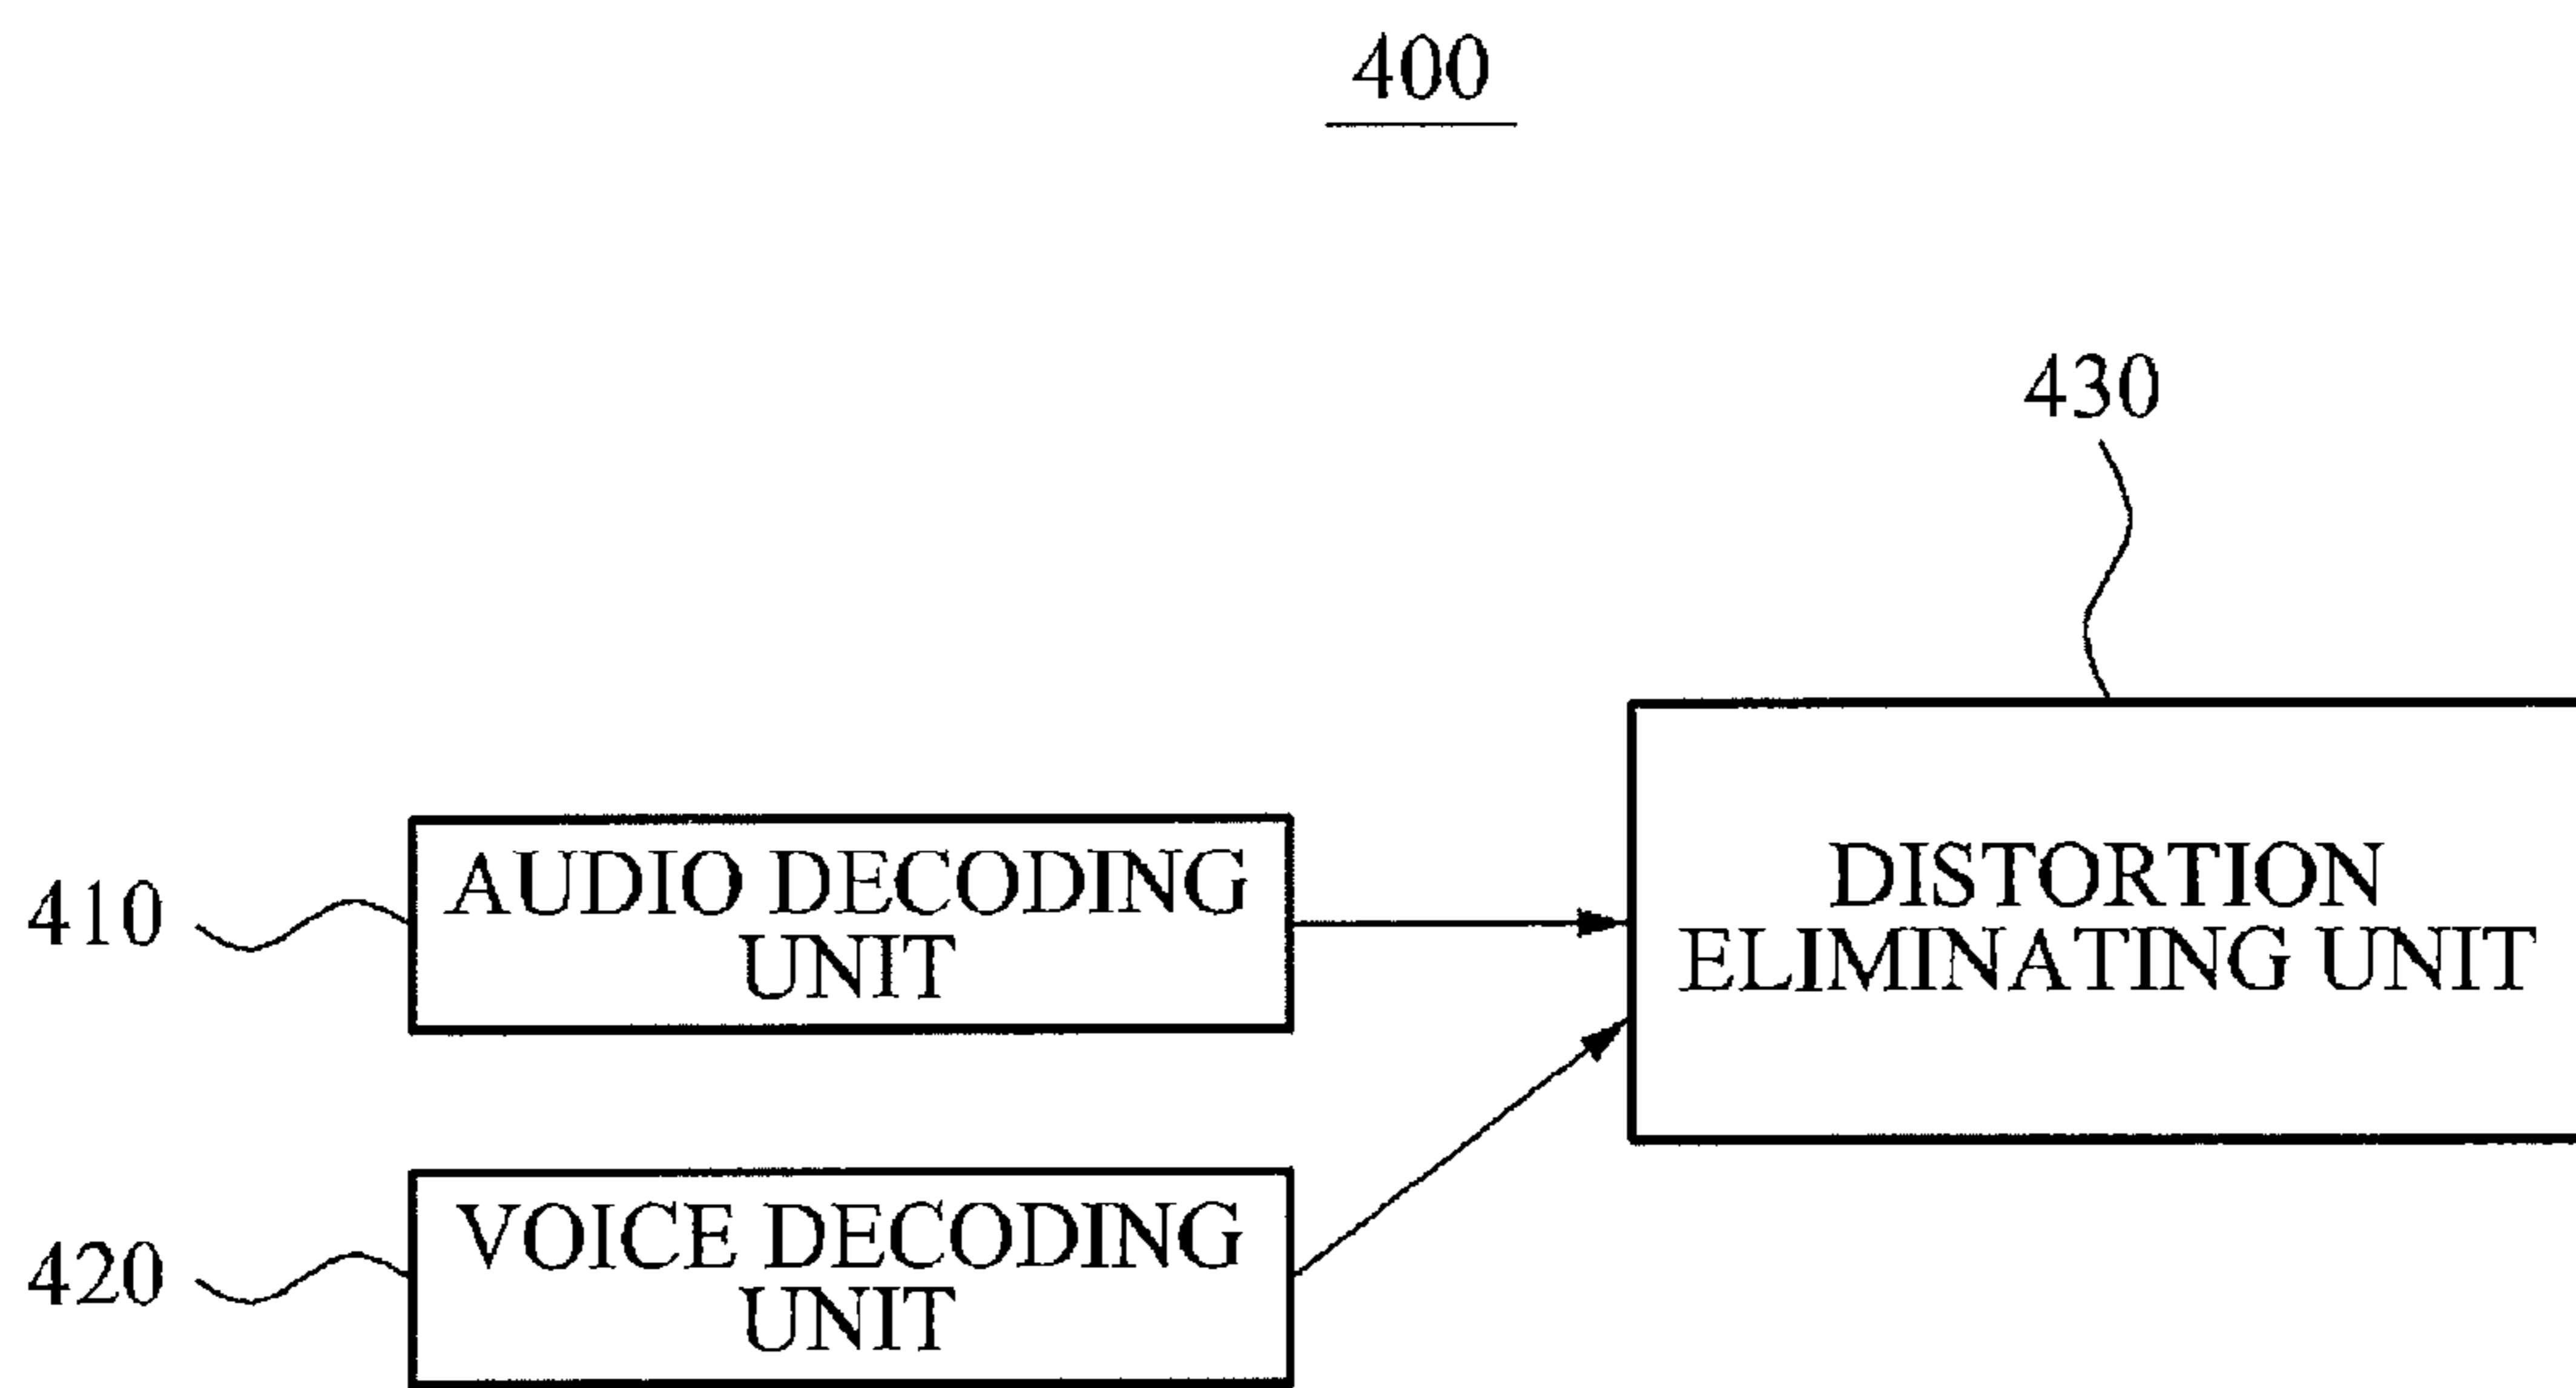 400
430
410
AUDIO DECODING
UNIT
DISTORTION
ELIMINATING UNIT
420
VOICE DECODING
UNIT